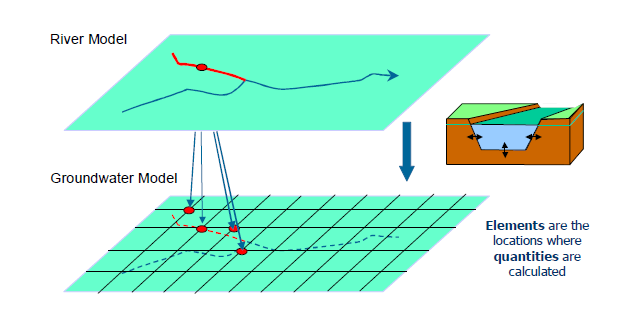 River Model
Groundwater Model
Elements are the
locations where
quantities are
calculated